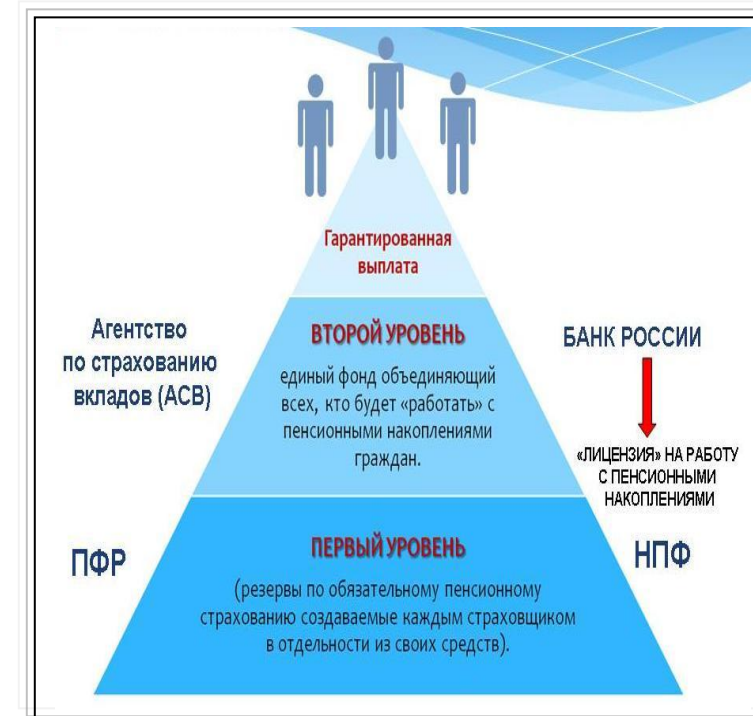 Гарантированная
выплата
Агентство
по страхованию
вкладов (АСВ)
ВТОРОЙ УРОВЕНЬ
единый фонд объединяющий
всех, кто будет «работать» с
пенсионными накоплениями
граждан.
БАНК РОССИИ
«ЛИЦЕНЗИЯ» НА РАБОТУ
С ПЕНСИОННЫМИ
НАКОПЛЕНИЯМИ
ПФР
ПЕРВЫЙ УРОВЕНЬ
(резервы по обязательному пенсионному
страхованию создаваемые каждым страховщиком
в отдельности из своих средств).
НПФ